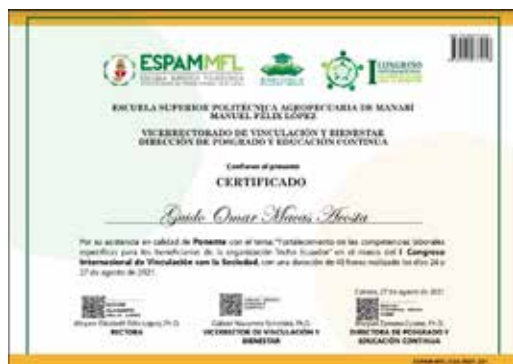 ESPAMMFL
I CONGRESO
ESCUELA SUPERIOR POLITÉCNICA AGROPECUARIA DE MANABÍ
MANUEL FÉLIX LÓPEZ
VICERRECTORADO DE VINCULACIÓN Y BIENESTAR
DIRECCIÓN DE POSGRADO Y EDUCACIÓN CONTINUA
Confieren el presente
CERTIFICADO
Guido Omar Macas Acosta
Por su asistencia en calidad de Ponente con el tema: "Fortalecimiento de las competencias laborales
específicas para los beneficiarios de la organización Techo Ecuador" en el marco del I Congreso
Internacional de Vinculación con la Sociedad, con una duración de 40 horas realizado los días 26 y
27 de agosto de 2021.
Calceta, 27 de agosto de 2021
RECTORA
VICERRECTOR DE VINCULACIÓN Y
BIENESTAR
DIRECTORA DE POSGRADO Y
EDUCACIÓN CONTINUA